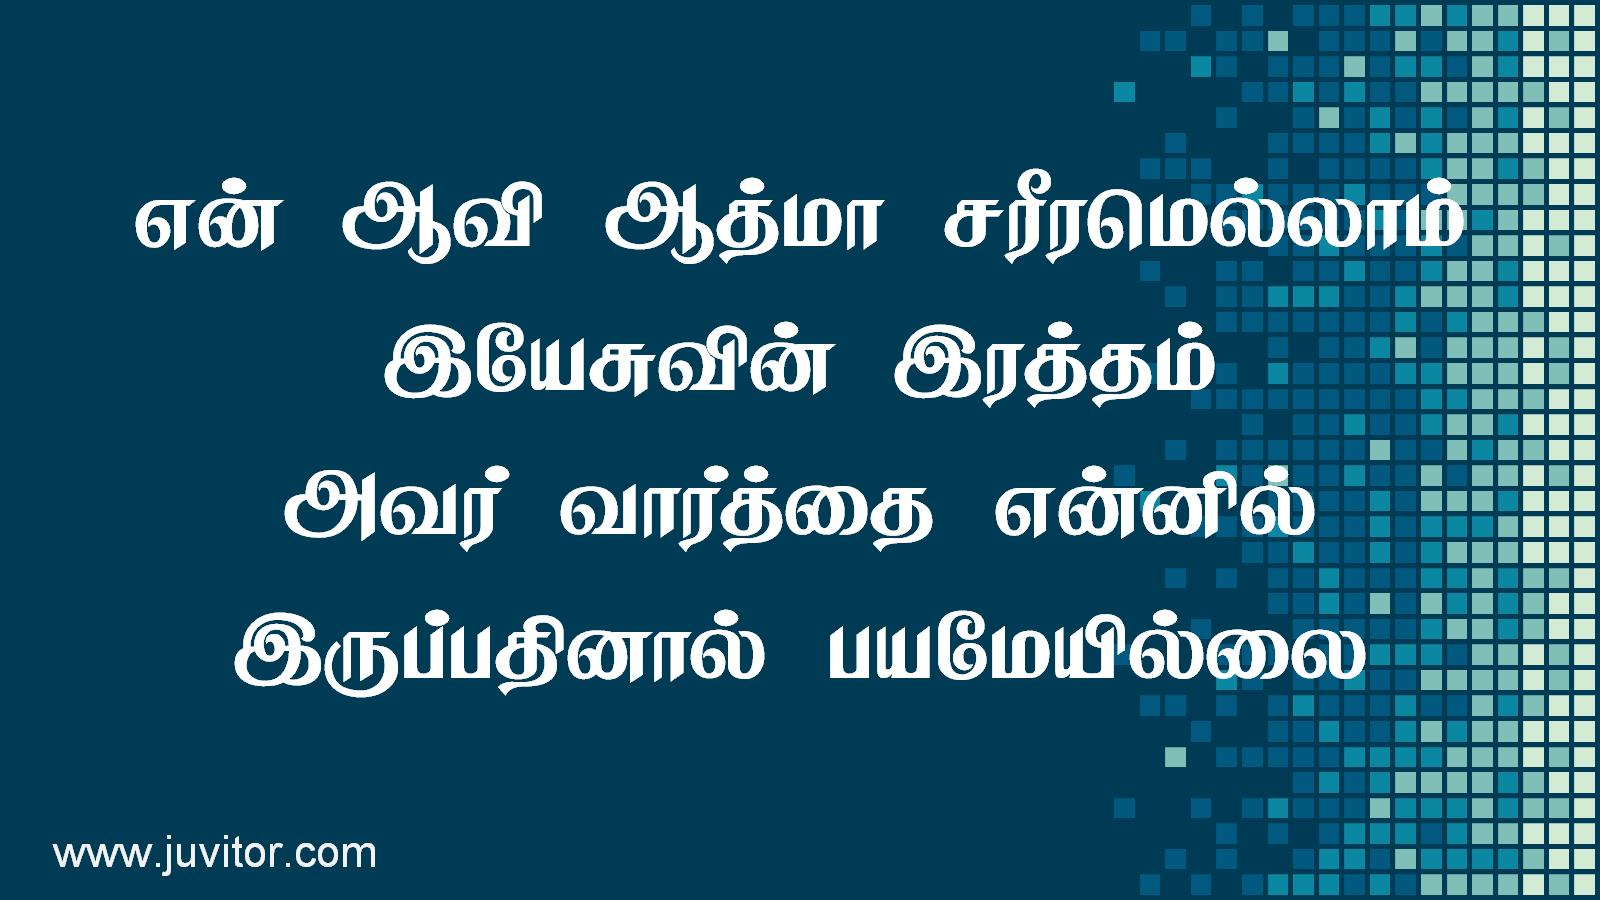 என் ஆவி ஆத்மா சரீரமெல்லாம்
இயேசுவின் இரத்தம்
அவர் வார்த்தை என்னில்
இருப்பதினால் பயமேயில்லை
www.juvitor.com